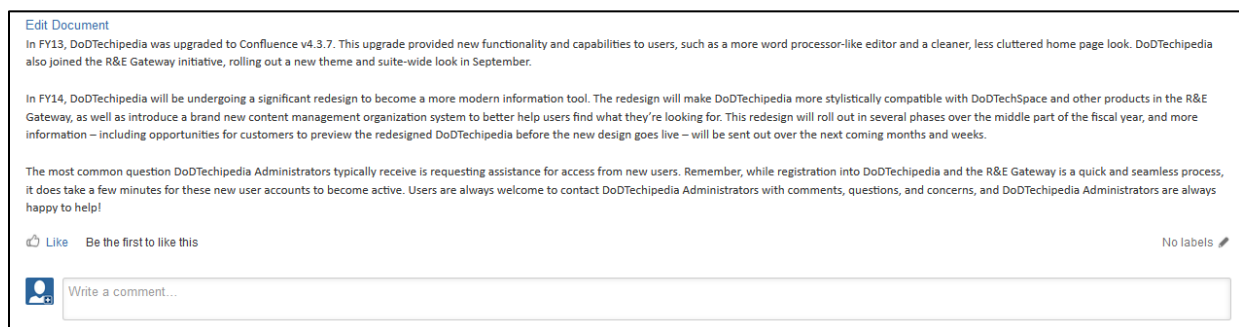 Edit Document
In FY13, DoDTechipedia was upgraded to Confluence v4.3.7. This upgrade provided new functionality and capabilities to users, such as a more word processor-like editor and a cleaner, less cluttered home page look. DoDTechipedia
also joined the R&E Gateway initiative, rolling out a new theme and suite-wide look in September.
In FY14, DoDTechipedia will be undergoing a significant redesign to become a more modern information tool. The redesign will make DoDTechipedia more stylistically compatible with DoDTechSpace and other products in the R&E
Gateway, as well as introduce a brand new content management organization system to better help users find what they're looking for. This redesign will roll out in several phases over the middle part of the fiscal year, and more
information – including opportunities for customers to preview the redesigned DoDTechipedia before the new design goes live – will be sent out over the next coming months and weeks.
The most common question DoDTechipedia Administrators typically receive is requesting assistance for access from new users. Remember, while registration into DoDTechipedia and the R&E Gateway is a quick and seamless process,
it does take a few minutes for these new user accounts to become active. Users are always welcome to contact DoDTechipedia Administrators with comments, questions, and concerns, and DoDTechipedia Administrators are always
happy to help!
Like Be the first to like this No labels
Write a comment...